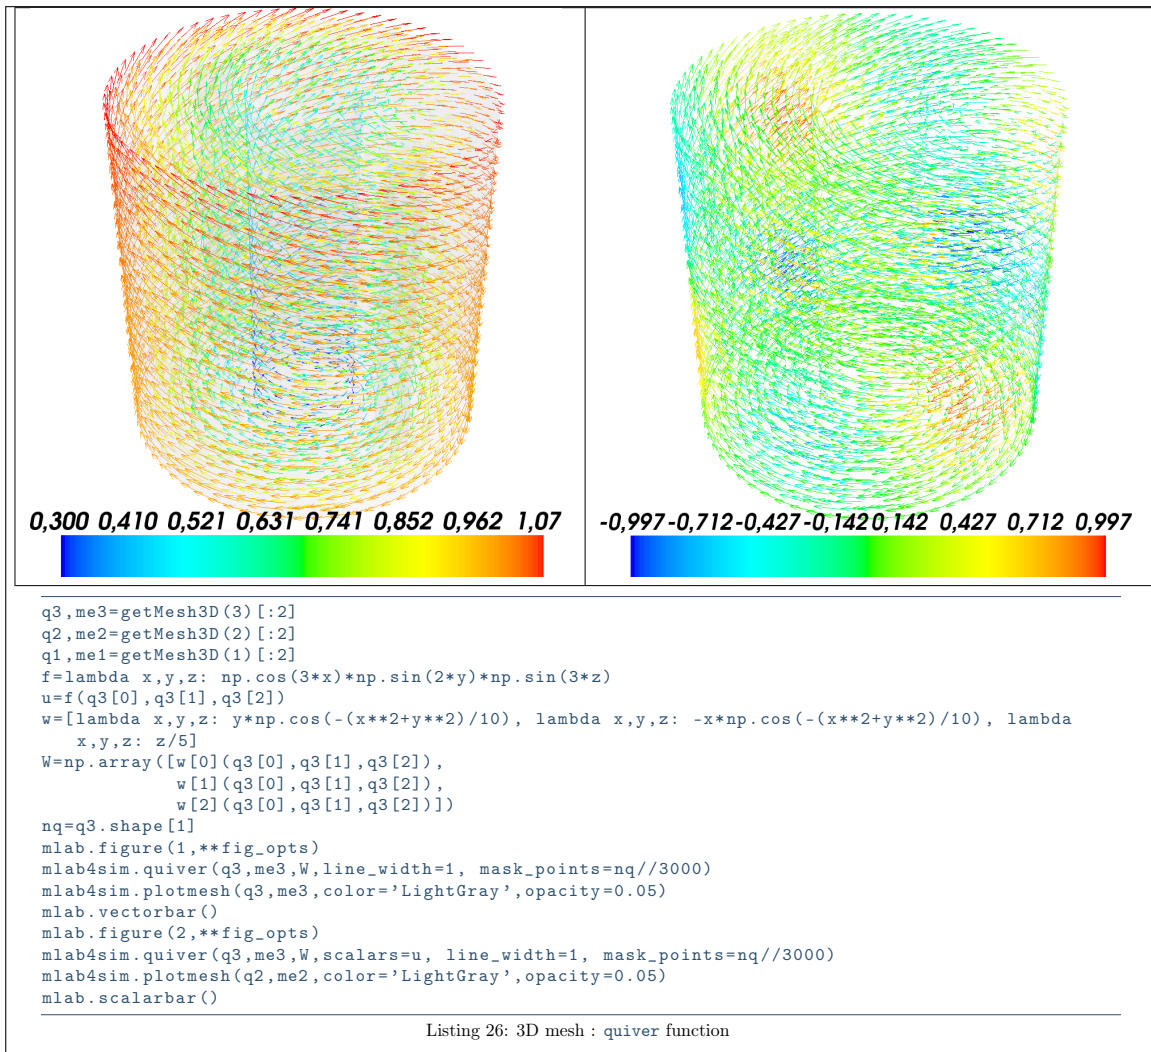 0,300 0,410 0,521 0,631 0,741 0,852 0,962 1,07
-0,997 -0,712 -0,427 -0,142 0,142 0,427 0,712 0,997
q3,me3=getMesh3D(3)[:2]
q2,me2=getMesh3D(2)[:2]
q1,me1=getMesh3D(1)[:2]
f=lambda x,y,z: np.cos(3*x)*np.sin(2*y)*np.sin(3*z)
u=f(q3[0],q3[1],q3[2])
w=[lambda x,y,z: y*np.cos(-(x**2+y**2)/10), lambda x,y,z: -x*np.cos(-(x**2+y**2)/10), lambda
x,y,z: z/5]
W=np.array([w[0](q3[0],q3[1],q3[2]),
w[1](q3[0],q3[1],q3[2]),
w[2](q3[0],q3[1],q3[2])])
nq=q3.shape[1]
mlab.figure(1,**fig_opts)
mlab4sim.quiver(q3,me3,W,line_width=1, mask_points=nq//3000)
mlab4sim.plotmesh(q3,me3,color='LightGray',opacity=0.05)
mlab.vectorbar()
mlab.figure(2,**fig_opts)
mlab4sim.quiver(q3,me3,W,scalars=u, line_width=1, mask_points=nq//3000)
mlab4sim.plotmesh(q2,me2,color='LightGray',opacity=0.05)
mlab.scalarbar()
Listing 26: 3D mesh : quiver function